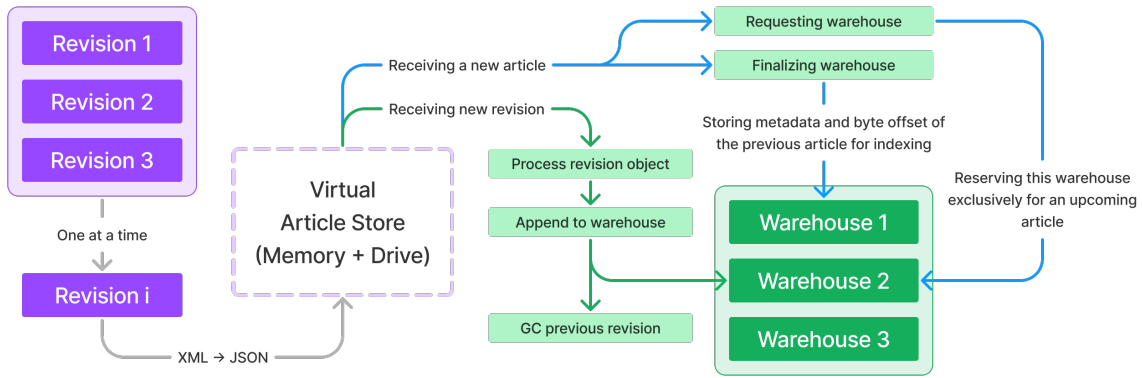 Revision 1
Revision 2
Revision 3
One at a time
Revision i
XML → JSON
Virtual
Article Store
(Memory + Drive)
Receiving a new article
Receiving new revision
Requesting warehouse
Finalizing warehouse
Storing metadata and byte offset of
the previous article for indexing
Process revision object
Append to warehouse
GC previous revision
Warehouse 1
Warehouse 2
Warehouse 3
Reserving this warehouse
exclusively for an upcoming
article